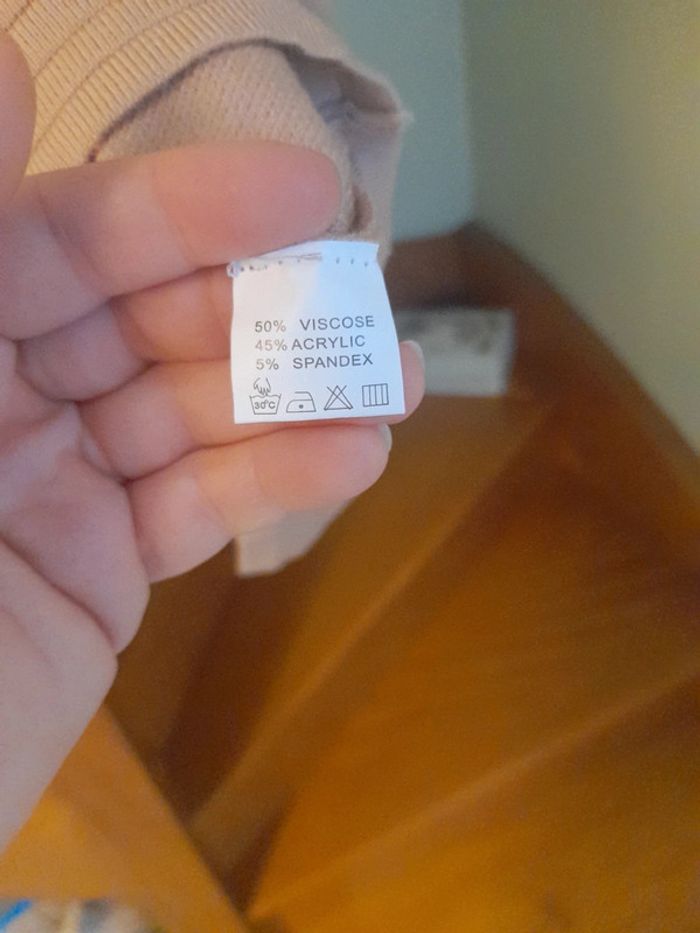 50% VISCOSE
45% ACRYLIC
5% SPANDEX
30°C